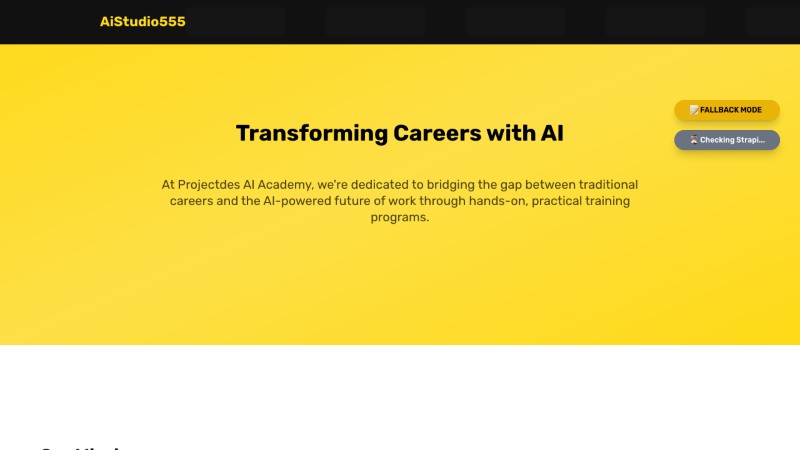 AiStudio555
📝FALLBACK MODE
⏳Checking Strapi...
Transforming Careers with AI
At Projectdes AI Academy, we're dedicated to bridging the gap between traditional
careers and the AI-powered future of work through hands-on, practical training
programs.